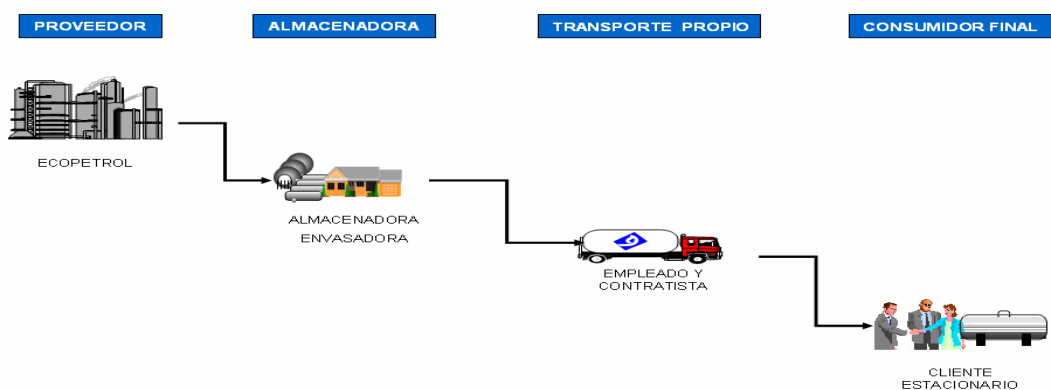 PROVEEDOR
ALMACENADORA
TRANSPORTE PROPIO
CONSUMIDOR FINAL
ECOPETROL
ALMACENADORA
ENVASADORA
EMPLEADO Y
CONTRATISTA
CLIENTE
ESTACIONARIO